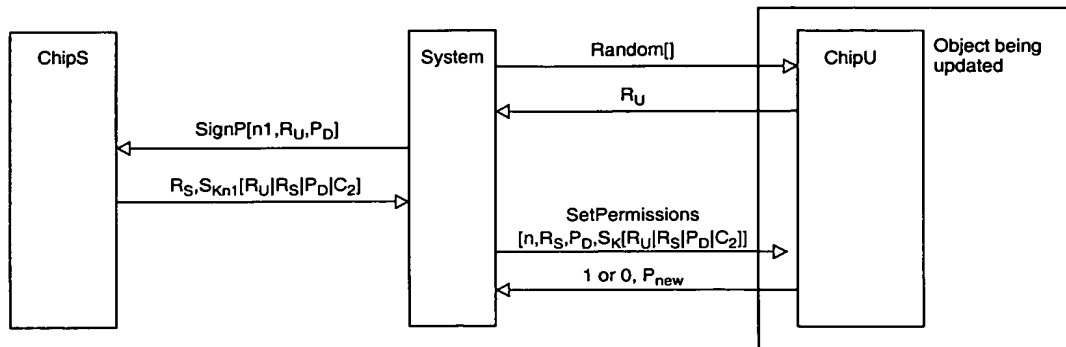 ChipS
System
ChipU
Object being
updated
Random[]
R_U
SignP[n1,R_U,P_D]
R_S,S_Kn1[R_U|R_S|P_D|C_2]
SetPermissions
[n,R_S,P_D,S_K[R_U|R_S|P_D|C_2]]
1 or 0, P_new